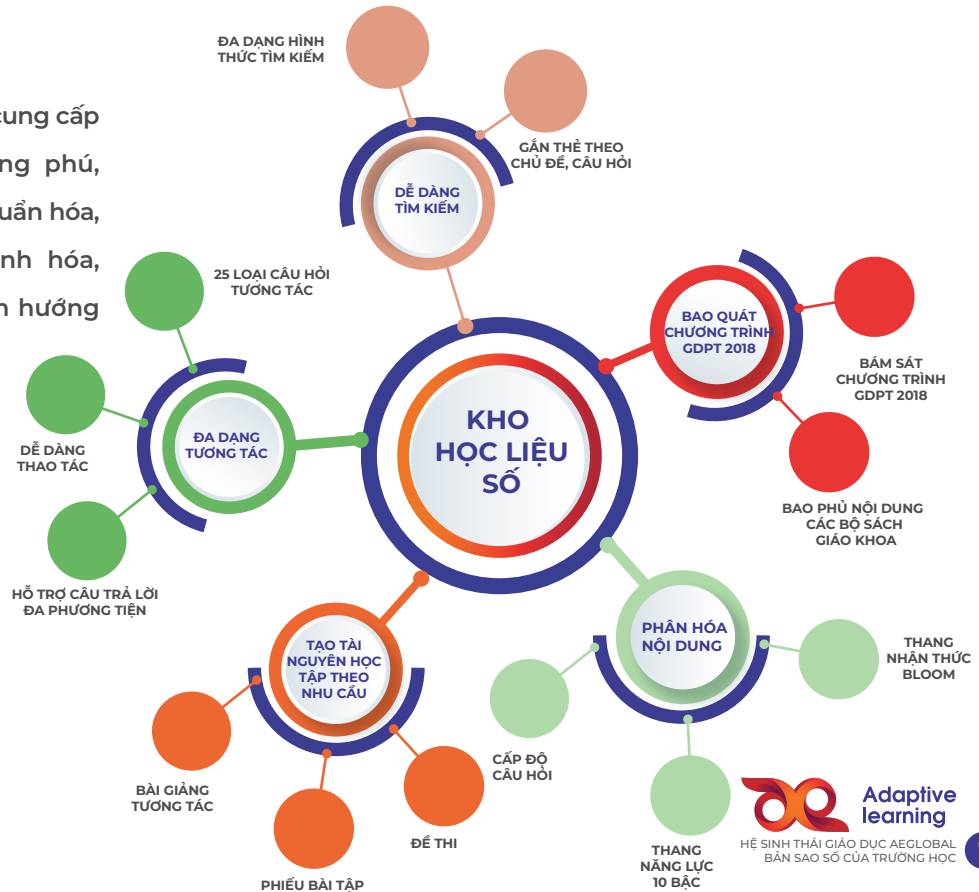 cung cấp
phú,
hóa,
hóa,
hướng
ĐA DẠNG HÌNH
THỨC TÌM KIẾM
GẮN THẺ THEO
CHỦ ĐỀ, CÂU HỎI
DỄ DÀNG
TÌM KIẾM
25 LOẠI CÂU HỎI
TƯƠNG TÁC
DỄ DÀNG
THAO TÁC
HỖ TRỢ CÂU TRẢ LỜI
ĐA PHƯƠNG TIỆN
ĐA DẠNG
TƯƠNG TÁC
KHO
HỌC LIỆU
SỐ
BAO QUÁT
CHƯƠNG TRÌNH
GDPT 2018
BÁM SÁT
CHƯƠNG TRÌNH
GDPT 2018
BAO PHỦ NỘI DUNG
CÁC BỘ SÁCH
GIÁO KHOA
TẠO TÀI
NGUYÊN HỌC
TẬP THEO
NHU CẦU
BÀI GIẢNG
TƯƠNG TÁC
PHIẾU BÀI TẬP
ĐỀ THI
PHÂN HÓA
NỘI DUNG
CẤP ĐỘ
CÂU HỎI
THANG
NĂNG LỰC
10 BẬC
THANG
NHẬN THỨC
BLOOM
Adaptive
learning
HỆ SINH THÁI GIÁO DỤC AEGLOBAL
BẢN SAO SỐ CỦA TRƯỜNG HỌC